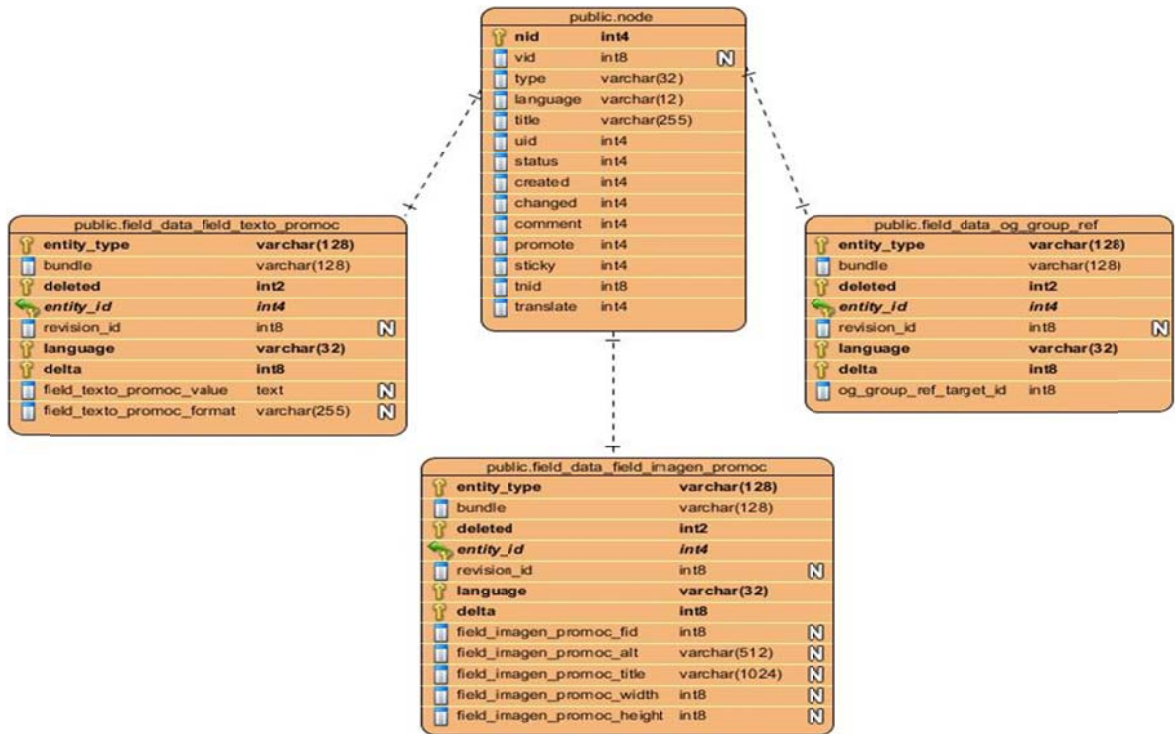 public.node
nid int4
vid int8 N
type varchar(32)
language varchar(12)
title varchar(255)
uid int4
status int4
created int4
changed int4
comment int4
promote int4
sticky int4
tnid int8
translate int4
public.field_data_field_texto_promoc
entity_type varchar(128)
bundle varchar(128)
deleted int2
entity_id int4
revision_id int8 N
language varchar(32)
delta int8
field_texto_promoc_value text N
field_texto_promoc_format varchar(255) N
public.field_data_og_group_ref
entity_type varchar(128)
bundle varchar(128)
deleted int2
entity_id int4
revision_id int8 N
language varchar(32)
delta int8
og_group_ref_target_id int8
public.field_data_field_imagen_promoc
entity_type varchar(128)
bundle varchar(128)
deleted int2
entity_id int4
revision_id int8 N
language varchar(32)
delta int8
field_imagen_promoc_fid int8 N
field_imagen_promoc_alt varchar(512) N
field_imagen_promoc_title varchar(1024) N
field_imagen_promoc_width int8 N
field_imagen_promoc_height int8 N